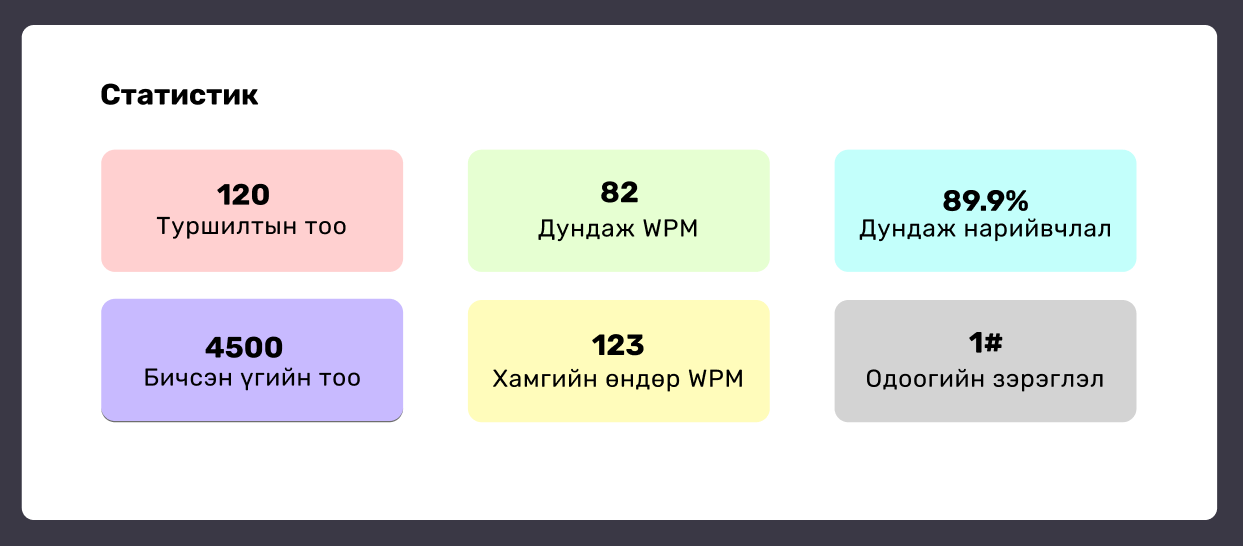 Статистик
120
Туршилтын тоо
82
Дундаж WPM
89.9%
Дундаж нарийвчлал
4500
Бичсэн үгийн тоо
123
Хамгийн өндөр WPM
1#
Одоогийн зэрэглэл